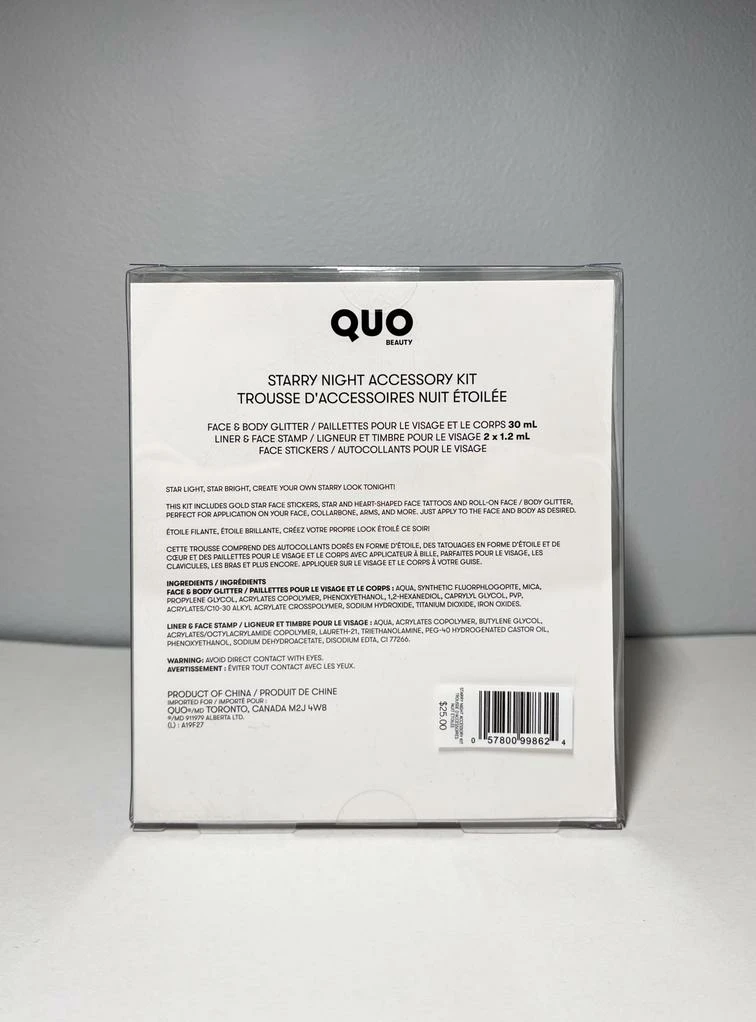 QUO
BEAUTY
STARRY NIGHT ACCESSORY KIT
TROUSSE D'ACCESSOIRES NUIT ÉTOILÉE
FACE & BODY GLITTER / PAILLETTES POUR LE VISAGE ET LE CORPS 30 mL
LINER & FACE STAMP / LIGNEUR ET TIMBRE POUR LE VISAGE 2 x 1.2 mL
FACE STICKERS / AUTOCOLLANTS POUR LE VISAGE
STAR LIGHT, STAR BRIGHT, CREATE YOUR OWN STARRY LOOK TONIGHT!
THIS KIT INCLUDES GOLD STAR FACE STICKERS, STAR AND HEART-SHAPED FACE TATTOOS AND ROLL-ON FACE / BODY GLITTER,
PERFECT FOR APPLICATION ON YOUR FACE, COLLARBONE, ARMS, AND MORE. JUST APPLY TO THE FACE AND BODY AS DESIRED.
ÉTOILE FILANTE, ÉTOILE BRILLANTE, CRÉEZ VOTRE PROPRE LOOK ÉTOILÉ CE SOIR!
CETTE TROUSSE COMPREND DES AUTOCOLLANTS DORÉS EN FORME D'ÉTOILE, DES TATOUAGES EN FORME D'ÉTOILE ET DE
CŒUR ET DES PAILLETTES POUR LE VISAGE ET LE CORPS AVEC APPLICATEUR À BILLE, PARFAITES POUR LE VISAGE, LES
CLAVICULES, LES BRAS ET PLUS ENCORE. APPLIQUER SUR LE VISAGE ET LE CORPS À VOTRE GUISE.
INGREDIENTS / INGRÉDIENTS
FACE & BODY GLITTER / PAILLETTES POUR LE VISAGE ET LE CORPS : AQUA, SYNTHETIC FLUORPHLOGOPITE, MICA,
PROPYLENE GLYCOL, ACRYLATES COPOLYMER, PHENOXYETHANOL, 1,2-HEXANEDIOL, CAPRYLYL GLYCOL, PVP,
ACRYLATES/C10-30 ALKYL ACRYLATE CROSSPOLYMER, SODIUM HYDROXIDE, TITANIUM DIOXIDE, IRON OXIDES.
LINER & FACE STAMP / LIGNEUR ET TIMBRE POUR LE VISAGE : AQUA, ACRYLATES COPOLYMER, BUTYLENE GLYCOL,
ACRYLATES/OCTYLACRYLAMIDE COPOLYMER, LAURETH-21, TRIETHANOLAMINE, PEG-40 HYDROGENATED CASTOR OIL,
PHENOXYETHANOL, SODIUM DEHYDROACETATE, DISODIUM EDTA, CI 77266.
WARNING: AVOID DIRECT CONTACT WITH EYES.
AVERTISSEMENT : ÉVITER TOUT CONTACT AVEC LES YEUX.
PRODUCT OF CHINA / PRODUIT DE CHINE
IMPORTED FOR / IMPORTÉ POUR :
QUO®/MD TORONTO, CANADA M2J 4W8
®/MD 911979 ALBERTA LTD.
(L) : A19F27
STARRY NIGHT ACCESSORY KIT
TROUSSE D'ACCESSOIRES
NUIT ÉTOILÉE
$25.00
0 57800 99862 4